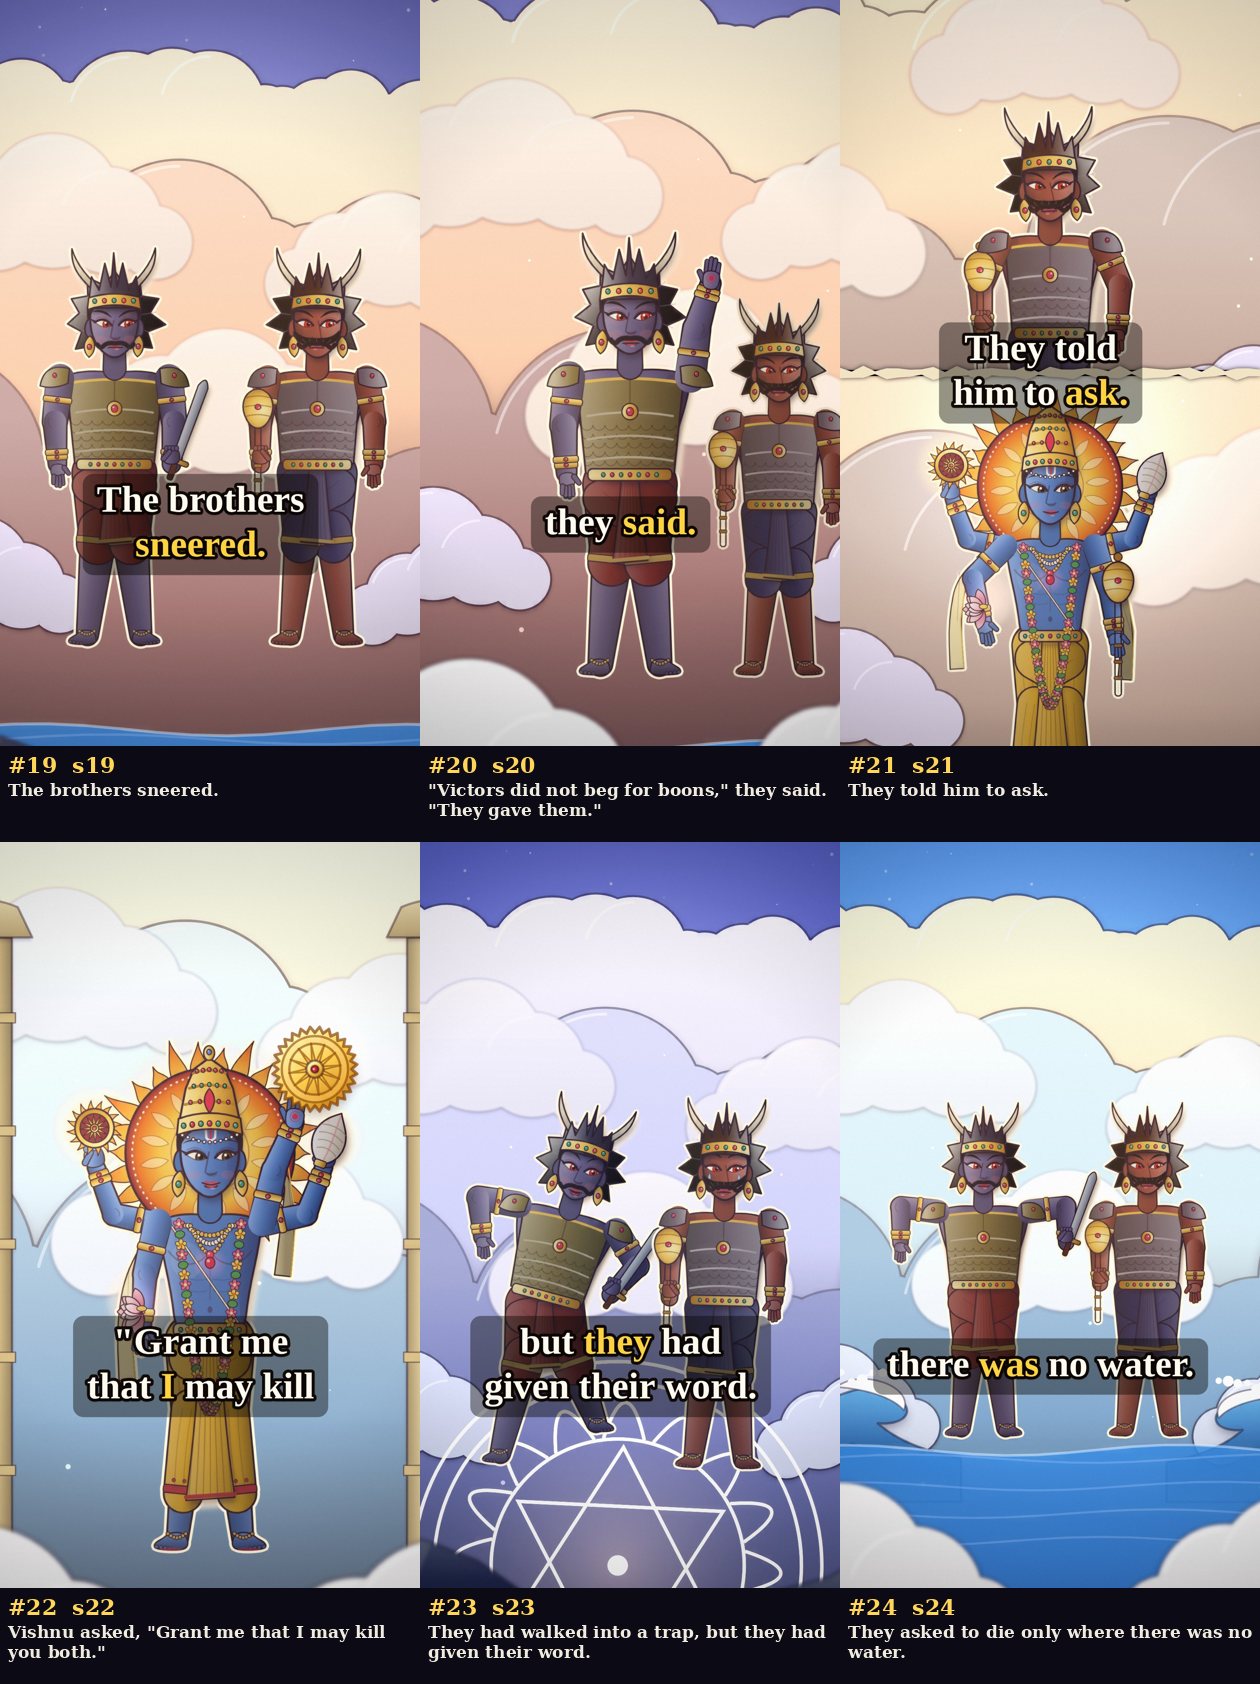 The brothers
sneered.
#19 s19
The brothers sneered.
they said.
#20 s20
"Victors did not beg for boons," they said.
"They gave them."
They told
him to ask.
#21 s21
They told him to ask.
"Grant me
that I may kill
#22 s22
Vishnu asked, "Grant me that I may kill
you both."
but they had
given their word.
#23 s23
They had walked into a trap, but they had
given their word.
there was no water.
#24 s24
They asked to die only where there was no
water.